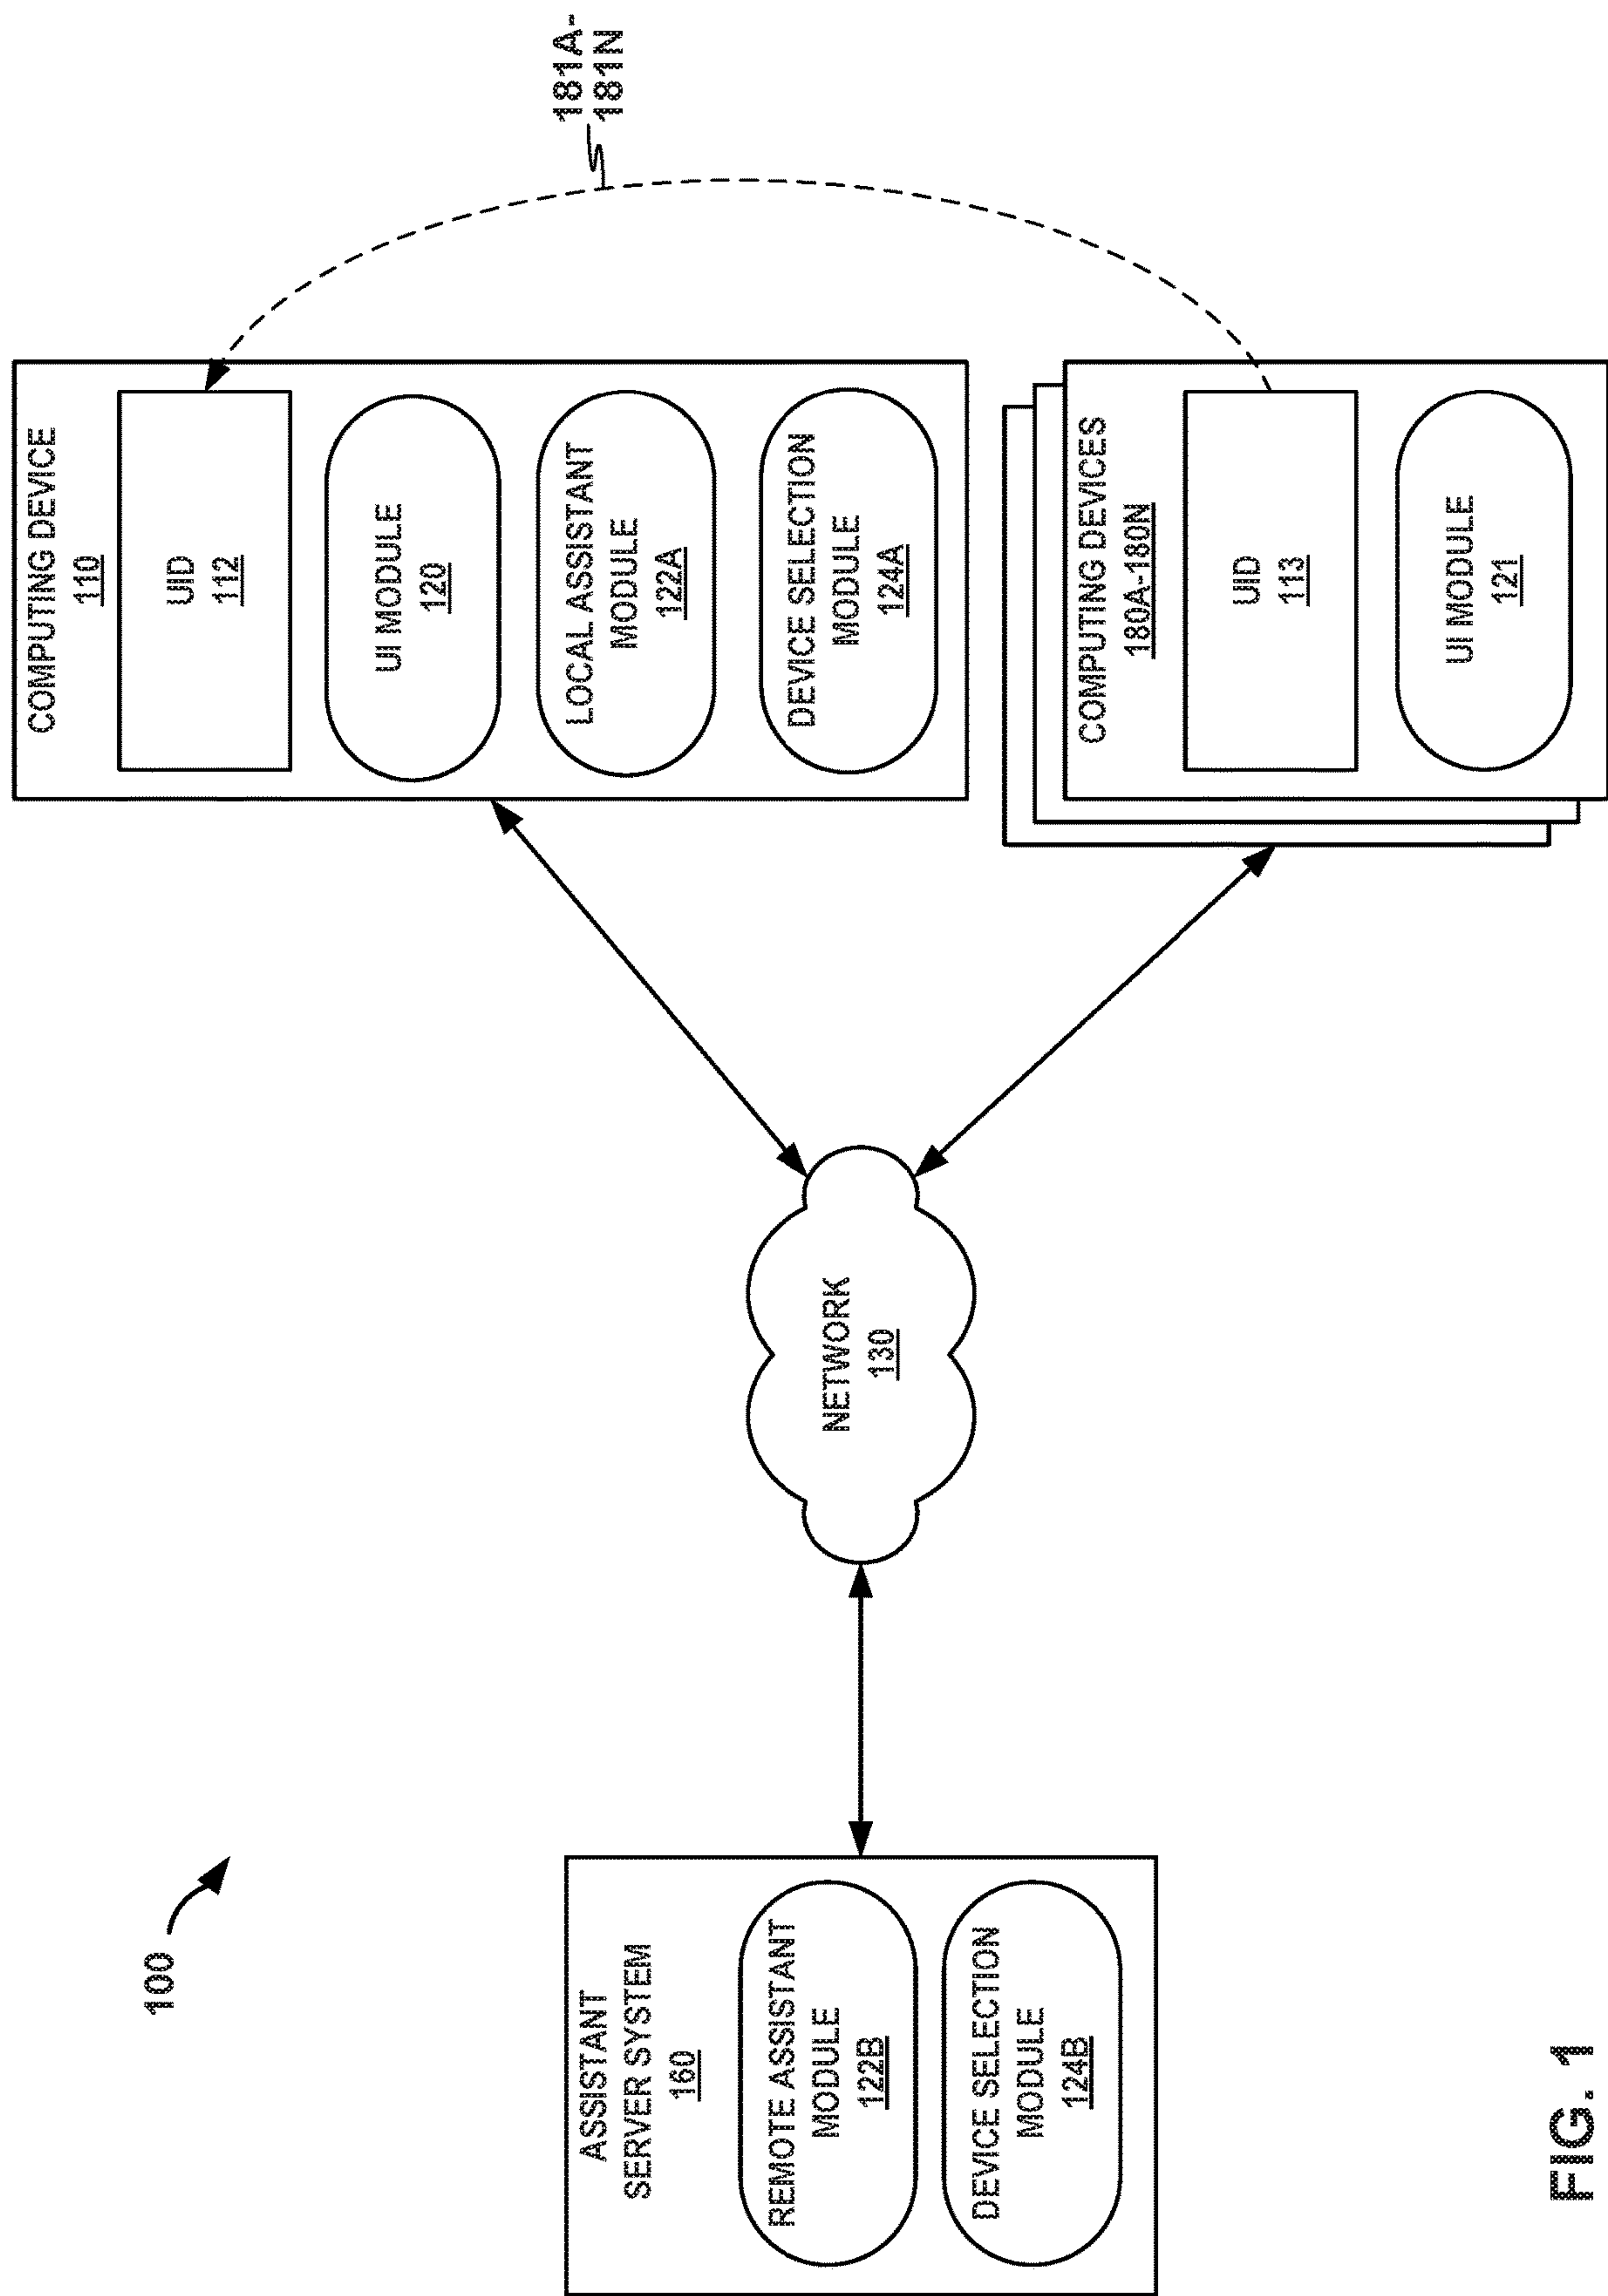 100
ASSISTANT
SERVER SYSTEM
160
REMOTE ASSISTANT
MODULE
122B
DEVICE SELECTION
MODULE
124B
NETWORK
130
COMPUTING DEVICE
110
UID
112
UI MODULE
120
LOCAL ASSISTANT
MODULE
122A
DEVICE SELECTION
MODULE
124A
181A-
181N
COMPUTING DEVICES
180A-180N
UID
113
UI MODULE
121
FIG. 1